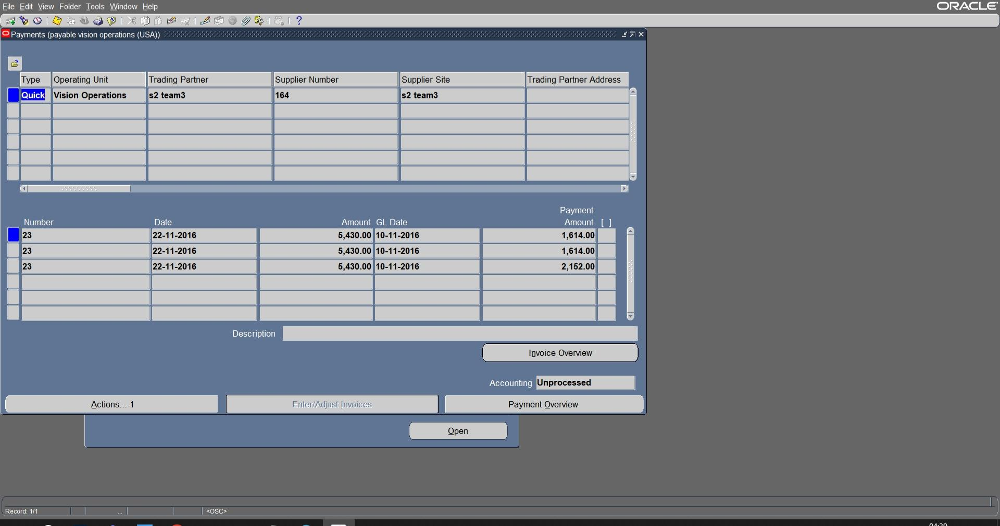 File Edit View Folder Tools Window Help
ORACLE
Payments (payable vision operations (USA))
Type Operating Unit Trading Partner Supplier Number Supplier Site Trading Partner Address
Quick Vision Operations s2 team3 164 s2 team3
Payment
Number Date Amount GL Date Amount [ ]
23 22-11-2016 5,430.00 10-11-2016 1,614.00
23 22-11-2016 5,430.00 10-11-2016 1,614.00
23 22-11-2016 5,430.00 10-11-2016 2,152.00
Description
Invoice Overview
Accounting Unprocessed
Actions... 1 Enter/Adjust Invoices Payment Overview
Open
Record: 1/1 ... <OSC>